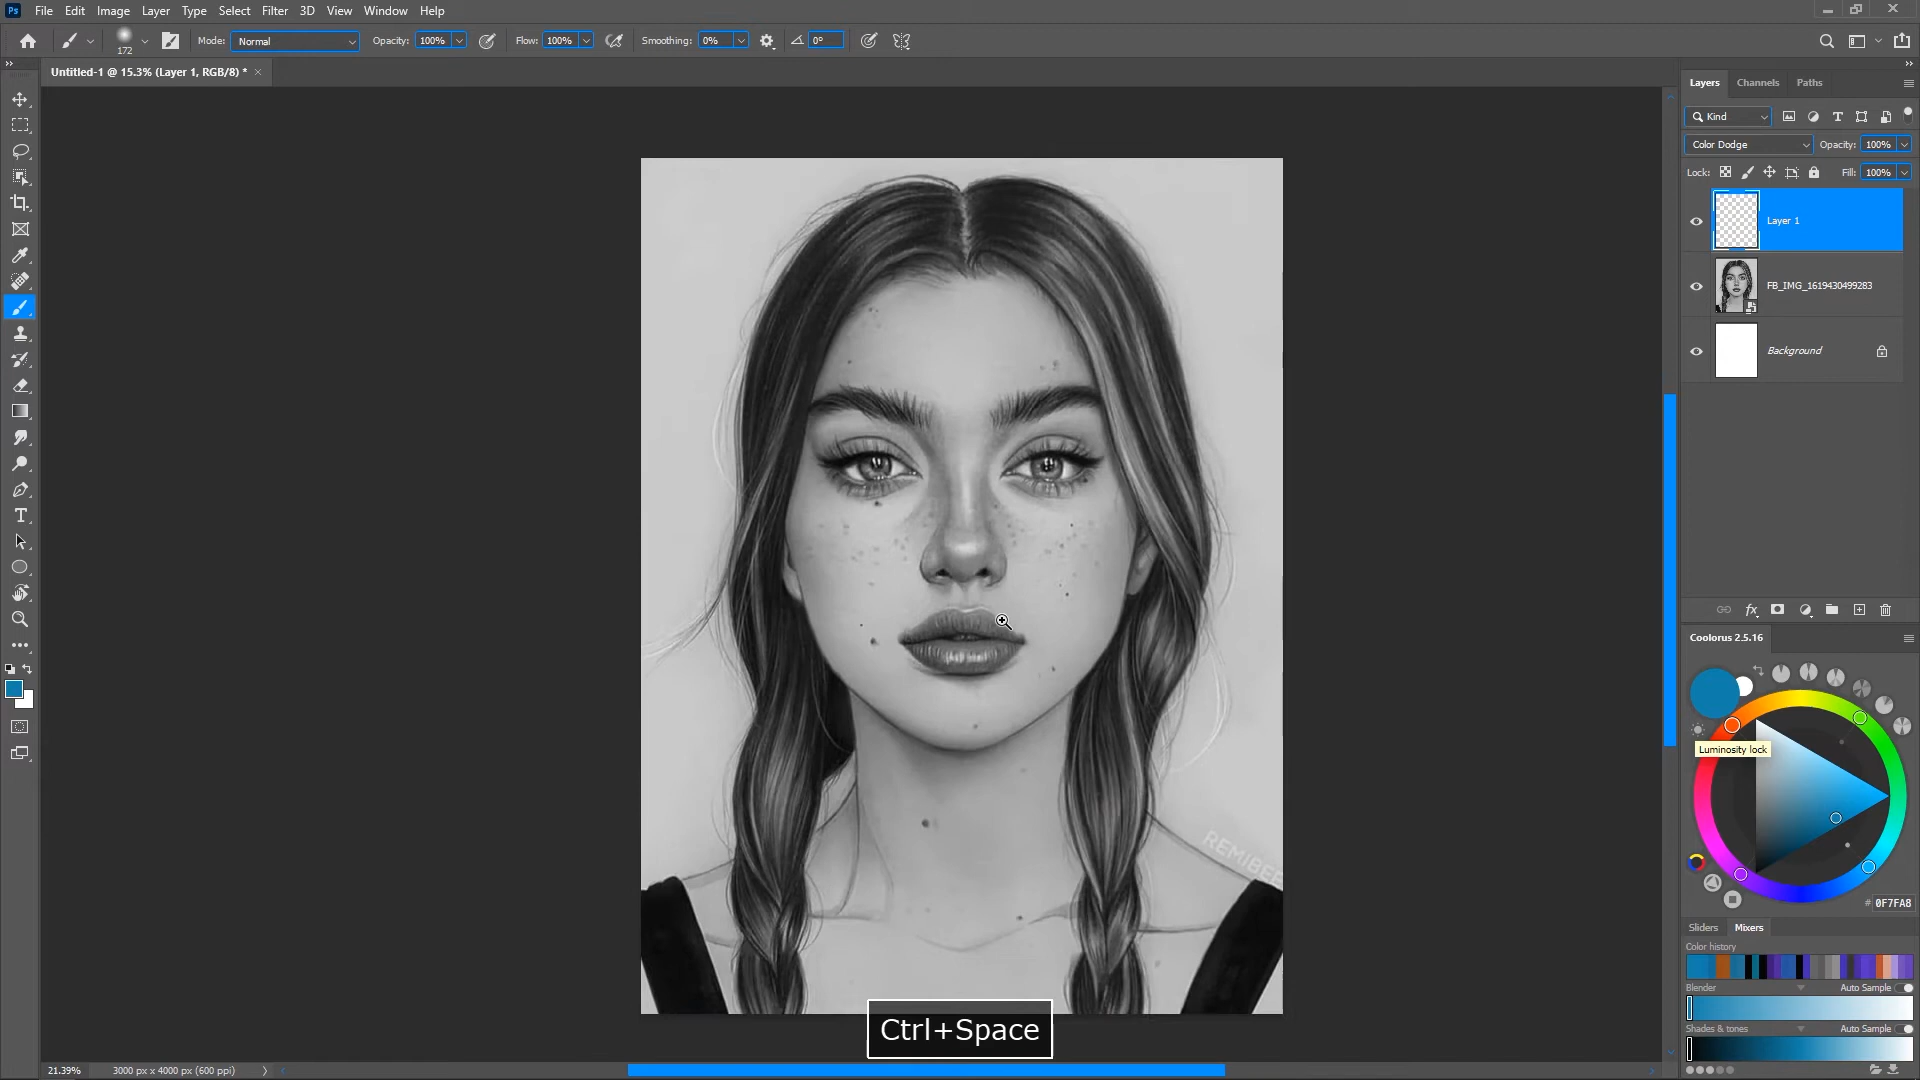 Ps File Edit Image Layer Type Select Filter 3D View Window Help
172 Mode: Normal Opacity: 100% Flow: 100% Smoothing: 0% 0°
Untitled-1 @ 15.3% (Layer 1, RGB/8) *
Layers Channels Paths
Kind
Color Dodge Opacity: 100%
Lock: Fill: 100%
Layer 1
FB_IMG_1619430499283
Background
Coolorus 2.5.16
Luminosity lock
# 0F7FA8
Sliders Mixers
Color history
Blender Auto Sample
Shades & tones Auto Sample
REMIBEE
Ctrl+Space
21.39% 3000 px x 4000 px (600 ppi)